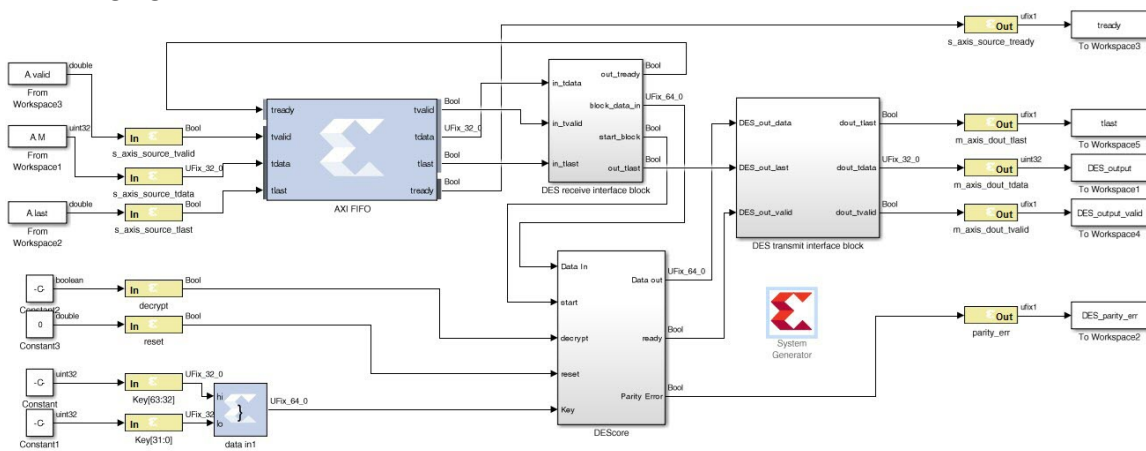 ufix1
Out
tready
s_axis_source_tready
To Workspace3
Bool
double
A.valid
From
Workspace3
uint32
A.M
From
Workspace1
double
A.last
From
Workspace2
In
Bool
s_axis_source_tvalid
In
UFix_32_0
s_axis_source_tdata
In
Bool
s_axis_source_tlast
tready
tvalid
tdata
tlast
tvalid
tdata
tlast
tready
AXI FIFO
Bool
UFix_32_0
Bool
Bool
in_tdata
in_tvalid
in_tlast
out_tready
block_data_in
start_block
out_tlast
DES receive interface block
Bool
UFix_64_0
Bool
Bool
DES_out_data
DES_out_last
DES_out_valid
dout_tlast
dout_tdata
dout_tvalid
DES transmit interface block
Bool
UFix_32_0
Bool
Out
ufix1
m_axis_dout_tlast
tlast
To Workspace5
Out
uint32
m_axis_dout_tdata
DES_output
To Workspace1
Out
ufix1
m_axis_dout_tvalid
DES_output_valid
To Workspace4
-C-
boolean
Constant2
In
Bool
decrypt
0
double
Constant3
In
Bool
reset
-C-
uint32
Constant
In
UFix_32_0
Key[63:32]
-C-
uint32
Constant1
In
UFix_32
Key[31:0]
hi
lo
}
data in1
UFix_64_0
Data In
start
decrypt
reset
Key
Data out
ready
Parity Error
DEScore
UFix_64_0
Bool
Bool
System
Generator
Out
ufix1
parity_err
DES_parity_err
To Workspace2